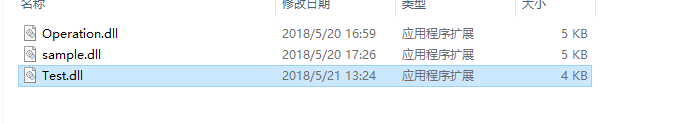 名称 修改日期 类型 大小
Operation.dll 2018/5/20 16:59 应用程序扩展 5 KB
sample.dll 2018/5/20 17:26 应用程序扩展 5 KB
Test.dll 2018/5/21 13:24 应用程序扩展 4 KB